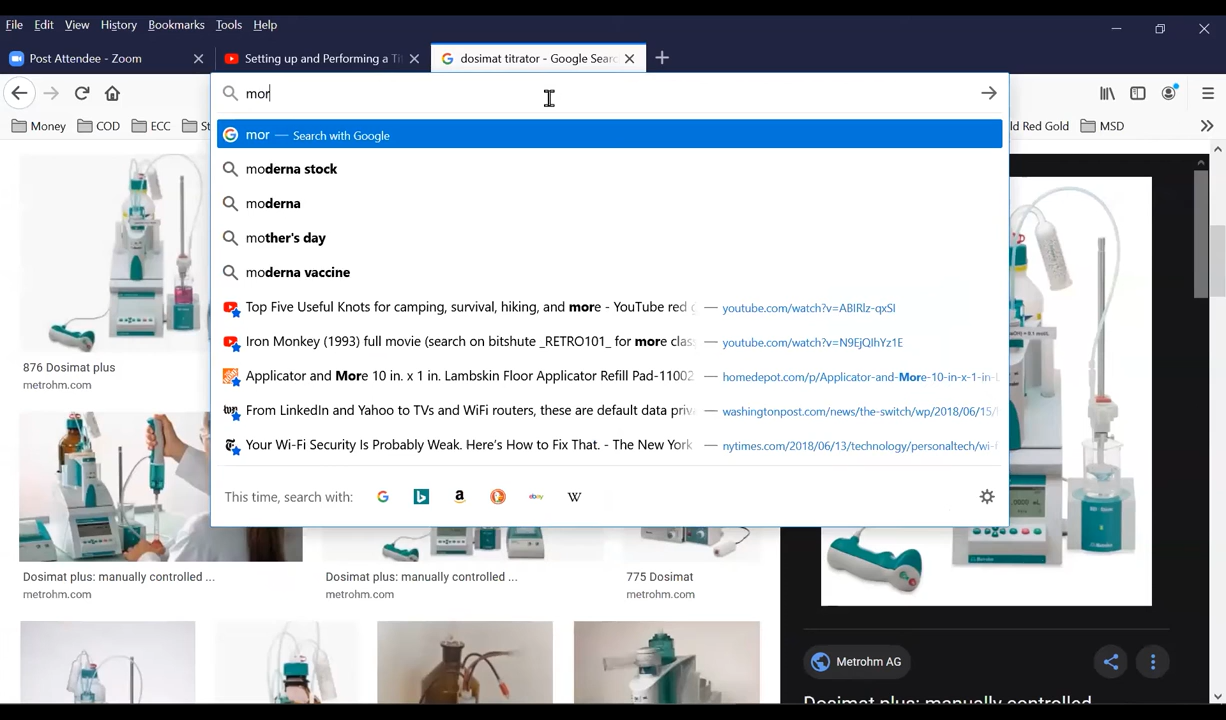 File Edit View History Bookmarks Tools Help
Post Attendee - Zoom
Setting up and Performing a Ti
dosimat titrator - Google Searc
mor
Money COD ECC
ld Red Gold MSD
mor — Search with Google
moderna stock
moderna
mother's day
moderna vaccine
Top Five Useful Knots for camping, survival, hiking, and more - YouTube red — youtube.com/watch?v=ABIRlz-qxSI
Iron Monkey (1993) full movie (search on bitshute _RETRO101_ for more clas — youtube.com/watch?v=N9EjQIhYz1E
Applicator and More 10 in. x 1 in. Lambskin Floor Applicator Refill Pad-11002 — homedepot.com/p/Applicator-and-More-10-in-x-1-in-
From LinkedIn and Yahoo to TVs and WiFi routers, these are default data priv — washingtonpost.com/news/the-switch/wp/2018/06/15/
Your Wi-Fi Security Is Probably Weak. Here's How to Fix That. - The New York — nytimes.com/2018/06/13/technology/personaltech/wi-f
This time, search with:
876 Dosimat plus
metrohm.com
Dosimat plus: manually controlled ...
metrohm.com
Dosimat plus: manually controlled ...
metrohm.com
775 Dosimat
metrohm.com
Metrohm AG
Dosimat plus: manually controlled